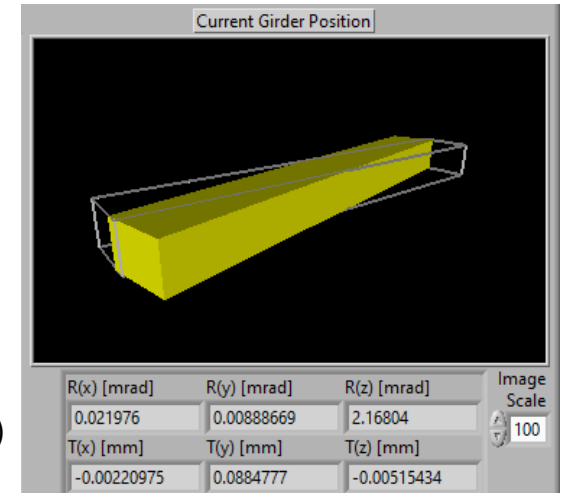 Current Girder Position
R(x) [mrad] R(y) [mrad] R(z) [mrad] Image Scale
0.021976 0.00888669 2.16804 100
T(x) [mm] T(y) [mm] T(z) [mm]
-0.00220975 0.0884777 -0.00515434
)